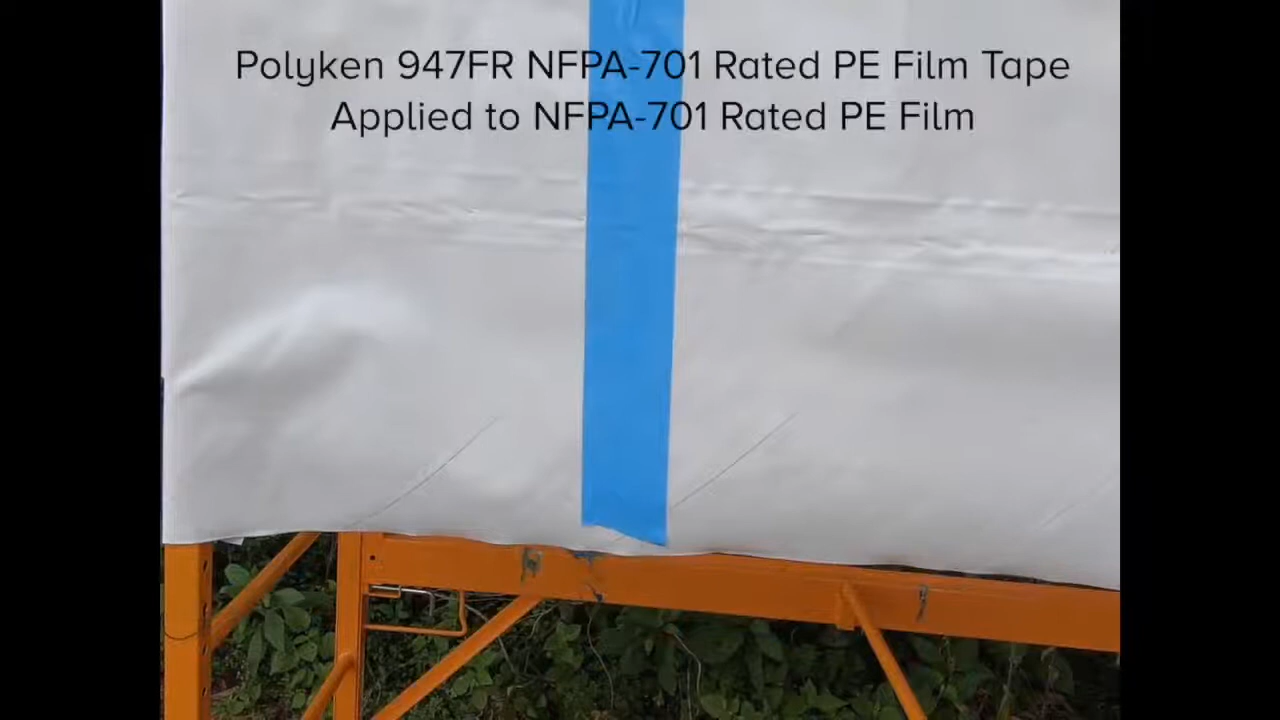 Polyken 947FR NFPA-701 Rated PE Film Tape
Applied to NFPA-701 Rated PE Film